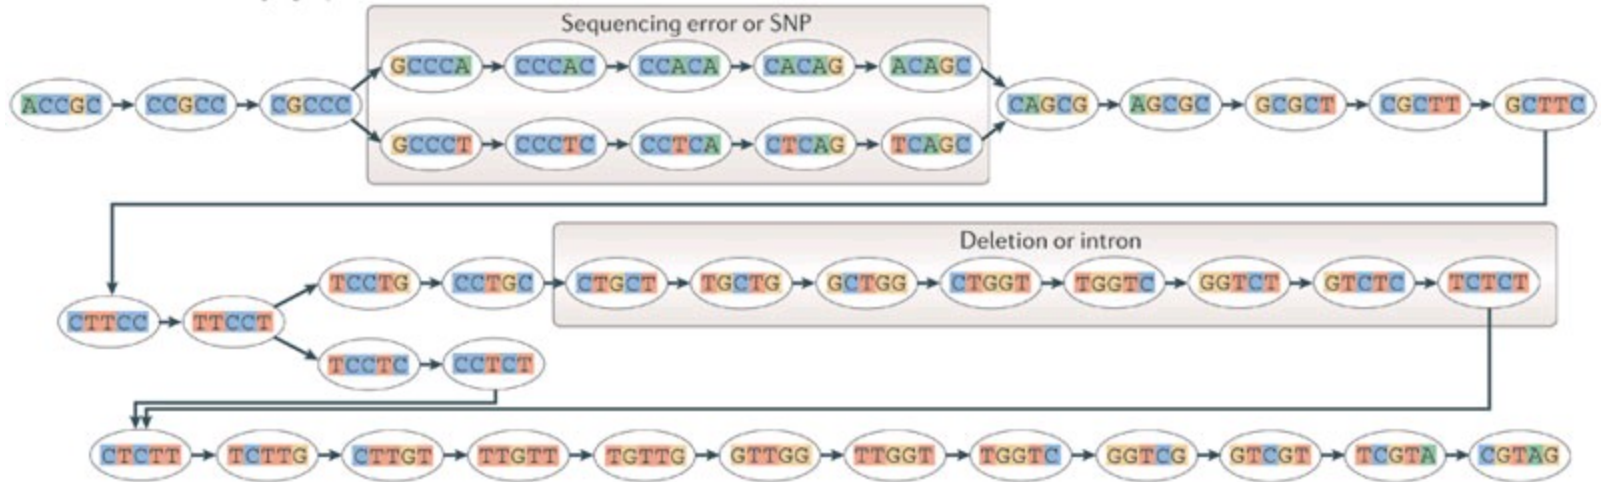 Sequencing error or SNP
GCCCA CCCAC CCACA CACAG ACAGC
ACCGC CCGCC CGCCC CAGCG AGCGC GCGCT CGCTT GCTTC
GCCCT CCCTC CCTCA CTCAG TCAGC
Deletion or intron
TCCTG CCTGC CTGCT TGCTG GCTGG CTGGT TGGTC GGTCT GTCTC TCTCT
CTTCC TTCCT
TCCTC CCTCT
CTCTT TCTTG CTTGT TTGTT TGTTG GTTGG TTGGT TGGTC GGTCG GTCGT TCGTA CGTAG